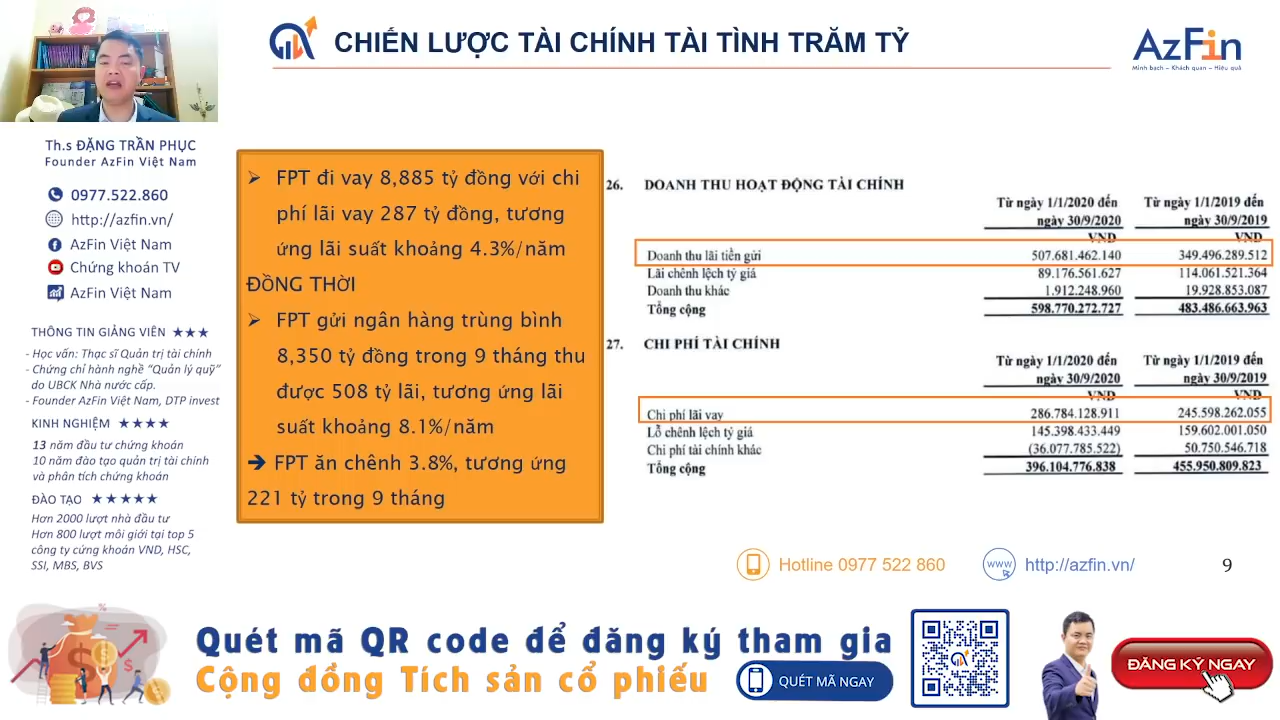 CHIẾN LƯỢC TÀI CHÍNH TÀI TÌNH TRĂM TỶ
AzFin
Minh bạch – Khách quan – Hiệu quả
Th.s ĐẶNG TRẦN PHỤC
Founder AzFin Việt Nam
0977.522.860
http://azfin.vn/
AzFin Việt Nam
Chứng khoán TV
AzFin Việt Nam
THÔNG TIN GIẢNG VIÊN ★★★
- Học vấn: Thạc sĩ Quản trị tài chính
- Chứng chỉ hành nghề “Quản lý quỹ”
do UBCK Nhà nước cấp.
- Founder AzFin Việt Nam, DTP invest
KINH NGHIỆM ★★★★
13 năm đầu tư chứng khoán
10 năm đào tạo quản trị tài chính
và phân tích chứng khoán
ĐÀO TẠO ★★★★★
Hơn 2000 lượt nhà đầu tư
Hơn 800 lượt môi giới tại top 5
công ty cứng khoán VND, HSC,
SSI, MBS, BVS
➢ FPT đi vay 8,885 tỷ đồng với chi
phí lãi vay 287 tỷ đồng, tương
ứng lãi suất khoảng 4.3%/năm
ĐỒNG THỜI
➢ FPT gửi ngân hàng trùng bình
8,350 tỷ đồng trong 9 tháng thu
được 508 tỷ lãi, tương ứng lãi
suất khoảng 8.1%/năm
➔ FPT ăn chênh 3.8%, tương ứng
221 tỷ trong 9 tháng
26. DOANH THU HOẠT ĐỘNG TÀI CHÍNH
Từ ngày 1/1/2020 đến Từ ngày 1/1/2019 đến
ngày 30/9/2020 ngày 30/9/2019
VND VND
Doanh thu lãi tiền gửi 507.681.462.140 349.496.289.512
Lãi chênh lệch tỷ giá 89.176.561.627 114.061.521.364
Doanh thu khác 1.912.248.960 19.928.853.087
Tổng cộng 598.770.272.727 483.486.663.963
27. CHI PHÍ TÀI CHÍNH
Từ ngày 1/1/2020 đến Từ ngày 1/1/2019 đến
ngày 30/9/2020 ngày 30/9/2019
VND VND
Chi phí lãi vay 286.784.128.911 245.598.262.055
Lỗ chênh lệch tỷ giá 145.398.433.449 159.602.001.050
Chi phí tài chính khác (36.077.785.522) 50.750.546.718
Tổng cộng 396.104.776.838 455.950.809.823
Hotline 0977 522 860
www
http://azfin.vn/
9
Quét mã QR code để đăng ký tham gia
Cộng đồng Tích sản cổ phiếu
QUÉT MÃ NGAY
ĐĂNG KÝ NGAY